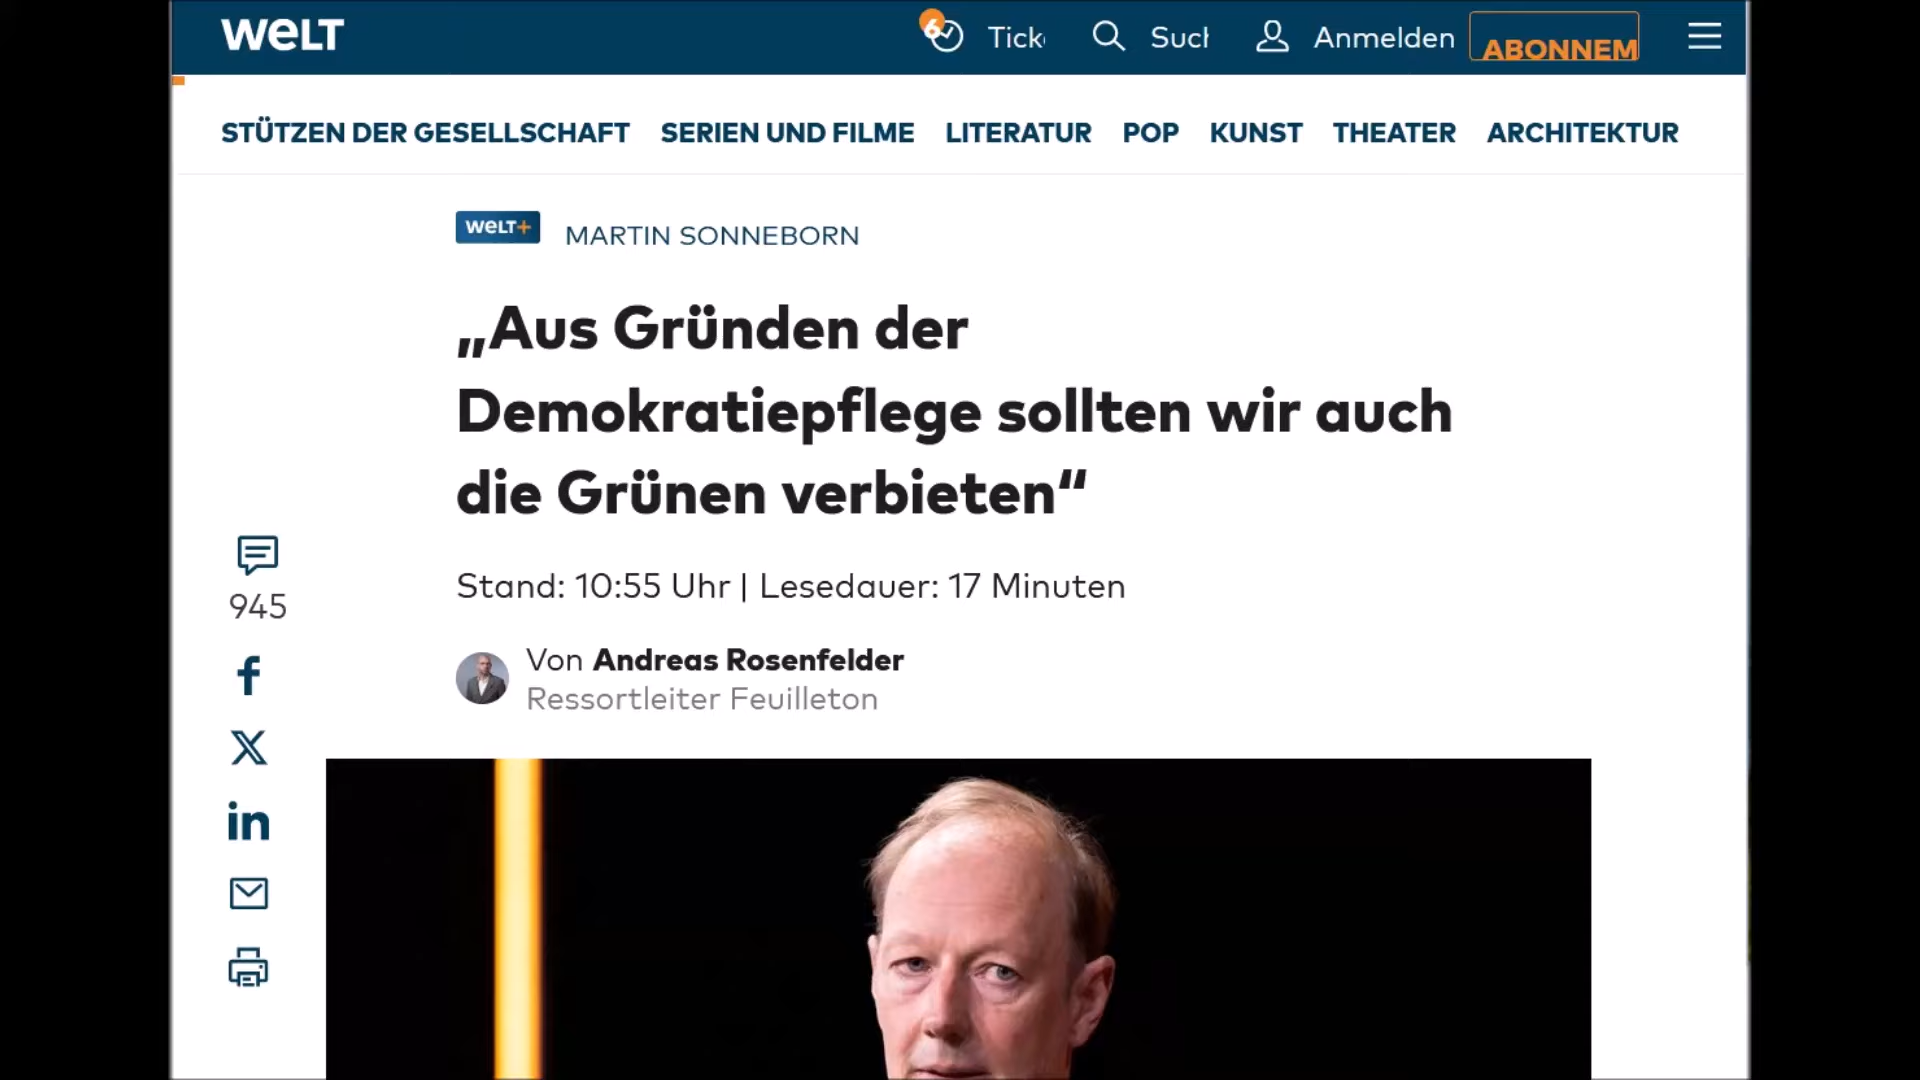 WELT
6
Tick
Such
Anmelden
ABONNEM
STÜTZEN DER GESELLSCHAFT SERIEN UND FILME LITERATUR POP KUNST THEATER ARCHITEKTUR
WELT+ MARTIN SONNEBORN
„Aus Gründen der
Demokratiepflege sollten wir auch
die Grünen verbieten“
Stand: 10:55 Uhr | Lesedauer: 17 Minuten
Von Andreas Rosenfelder
Ressortleiter Feuilleton
945